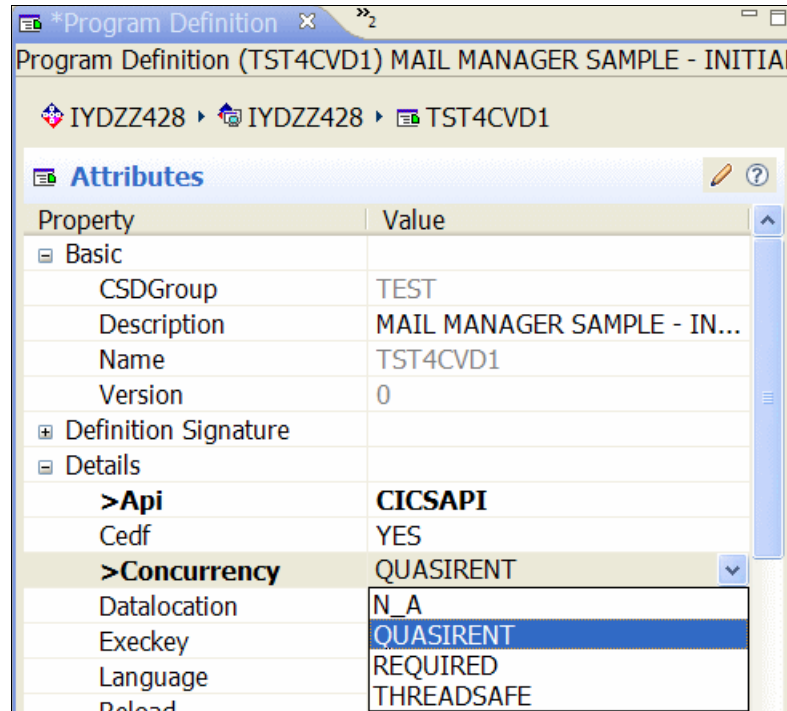 *Program Definition »2
Program Definition (TST4CVD1) MAIL MANAGER SAMPLE - INITIA
IYDZZ428 IYDZZ428 TST4CVD1
Attributes
Property Value
Basic
CSDGroup TEST
Description MAIL MANAGER SAMPLE - IN...
Name TST4CVD1
Version 0
Definition Signature
Details
>Api CICSAPI
Cedf YES
>Concurrency QUASIRENT
Datalocation N_A
Execkey QUASIRENT
Language REQUIRED
Reload THREADSAFE